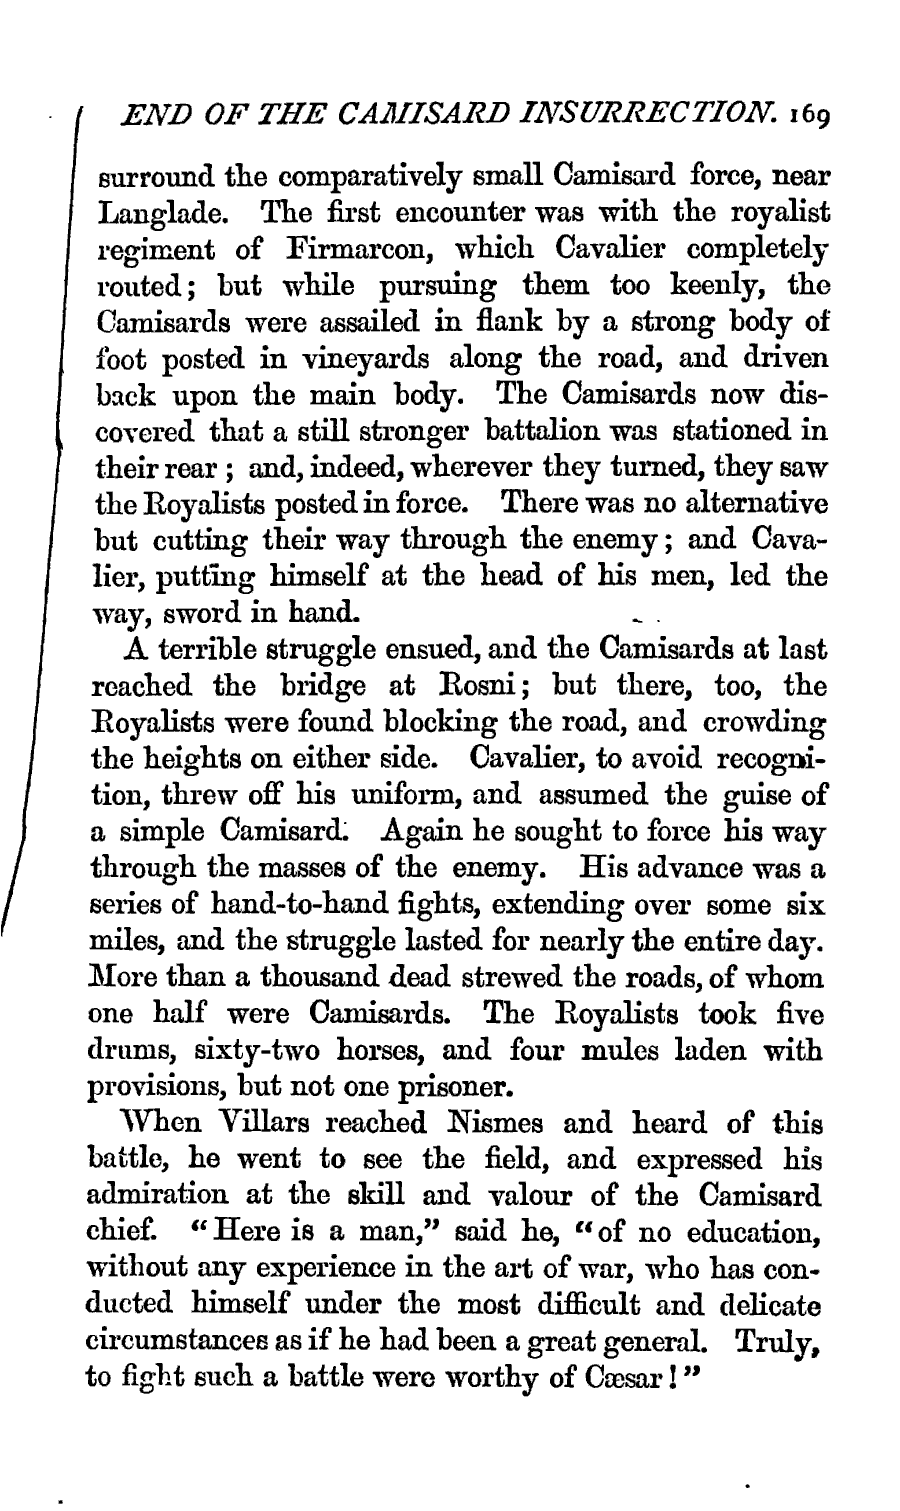 END OF THE CAMISARD INSURRECTION. 169
surround the comparatively small Camisard force, near
Langlade. The first encounter was with the royalist
regiment of Firmarcon, which Cavalier completely
routed; but while pursuing them too keenly, the
Camisards were assailed in flank by a strong body of
foot posted in vineyards along the road, and driven
back upon the main body. The Camisards now dis-
covered that a still stronger battalion was stationed in
their rear ; and, indeed, wherever they turned, they saw
the Royalists posted in force. There was no alternative
but cutting their way through the enemy ; and Cava-
lier, putting himself at the head of his men, led the
way, sword in hand.
A terrible struggle ensued, and the Camisards at last
reached the bridge at Rosni; but there, too, the
Royalists were found blocking the road, and crowding
the heights on either side. Cavalier, to avoid recogni-
tion, threw off his uniform, and assumed the guise of
a simple Camisard. Again he sought to force his way
through the masses of the enemy. His advance was a
series of hand-to-hand fights, extending over some six
miles, and the struggle lasted for nearly the entire day.
More than a thousand dead strewed the roads, of whom
one half were Camisards. The Royalists took five
drums, sixty-two horses, and four mules laden with
provisions, but not one prisoner.
When Villars reached Nismes and heard of this
battle, he went to see the field, and expressed his
admiration at the skill and valour of the Camisard
chief. “Here is a man,” said he, “of no education,
without any experience in the art of war, who has con-
ducted himself under the most difficult and delicate
circumstances as if he had been a great general. Truly,
to fight such a battle were worthy of Cæsar !”